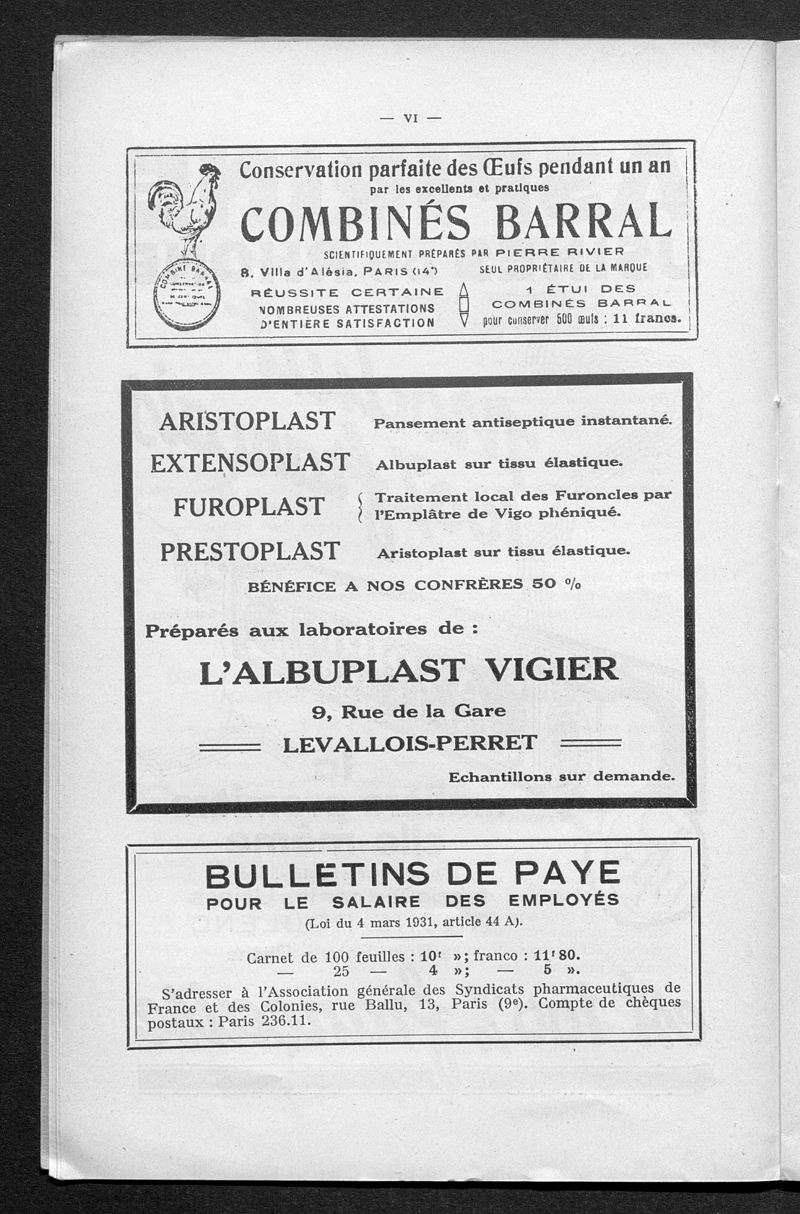 — VI —
Conservation parfaite des Œufs pendant un an
par les excellents et pratiques
COMBINÉS BARRAL
SCIENTIFIQUEMENT PRÉPARÉS PAR PIERRE RIVIER
8, Villa d'Alésia, PARIS (14e) SEUL PROPRIÉTAIRE DE LA MARQUE
RÉUSSITE CERTAINE
NOMBREUSES ATTESTATIONS
D'ENTIÈRE SATISFACTION
1 ÉTUI DES
COMBINÉS BARRAL
pour conserver 500 œufs : 11 francs.
COMBINÉ BARRAL
ARISTOPLAST Pansement antiseptique instantané.
EXTENSOPLAST Albuplast sur tissu élastique.
FUROPLAST { Traitement local des Furoncles par
l'Emplâtre de Vigo phéniqué.
PRESTOPLAST Aristoplast sur tissu élastique.
BÉNÉFICE A NOS CONFRÈRES 50 %
Préparés aux laboratoires de :
L'ALBUPLAST VIGIER
9, Rue de la Gare
LEVALLOIS-PERRET
Echantillons sur demande.
BULLETINS DE PAYE
POUR LE SALAIRE DES EMPLOYÉS
(Loi du 4 mars 1931, article 44 A).
Carnet de 100 feuilles : 10f »; franco : 11f 80.
— 25 — 4 »; — 5 ».
S'adresser à l'Association générale des Syndicats pharmaceutiques de
France et des Colonies, rue Ballu, 13, Paris (9e). Compte de chèques
postaux : Paris 236.11.